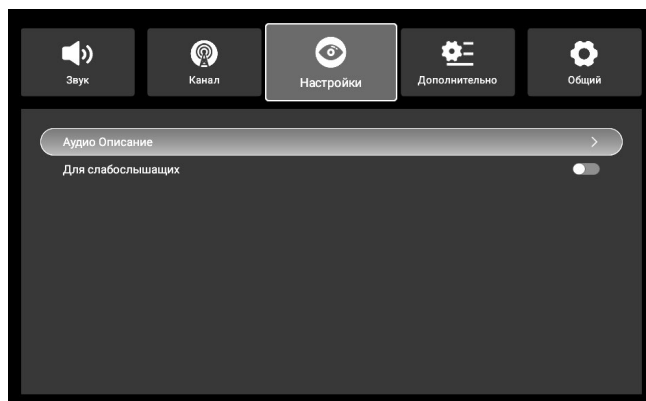 Звук
Канал
Настройки
Дополнительно
Общий
Аудио Описание
Для слабослышащих